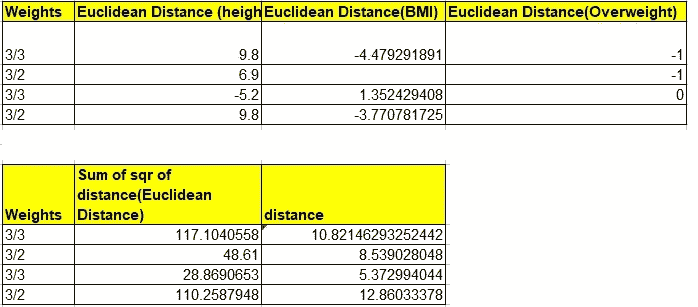 Weights Euclidean Distance (heigh Euclidean Distance(BMI) Euclidean Distance(Overweight)
3/3 9.8 -4.479291891 -1
3/2 6.9 -1
3/3 -5.2 1.352429408 0
3/2 9.8 -3.770781725
Sum of sqr of
distance(Euclidean
Weights Distance) distance
3/3 117.1040558 10.82146293252442
3/2 48.61 8.539028048
3/3 28.8690653 5.372994044
3/2 110.2587948 12.86033378